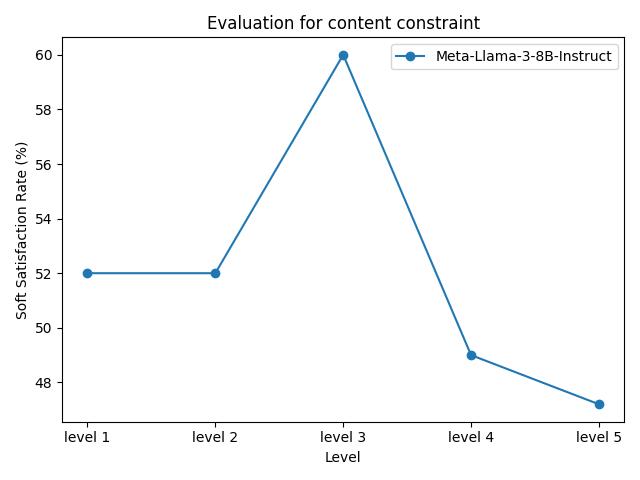 Evaluation for content constraint
Meta-Llama-3-8B-Instruct
60
58
56
54
52
50
48
Soft Satisfaction Rate (%)
level 1 level 2 level 3 level 4 level 5
Level